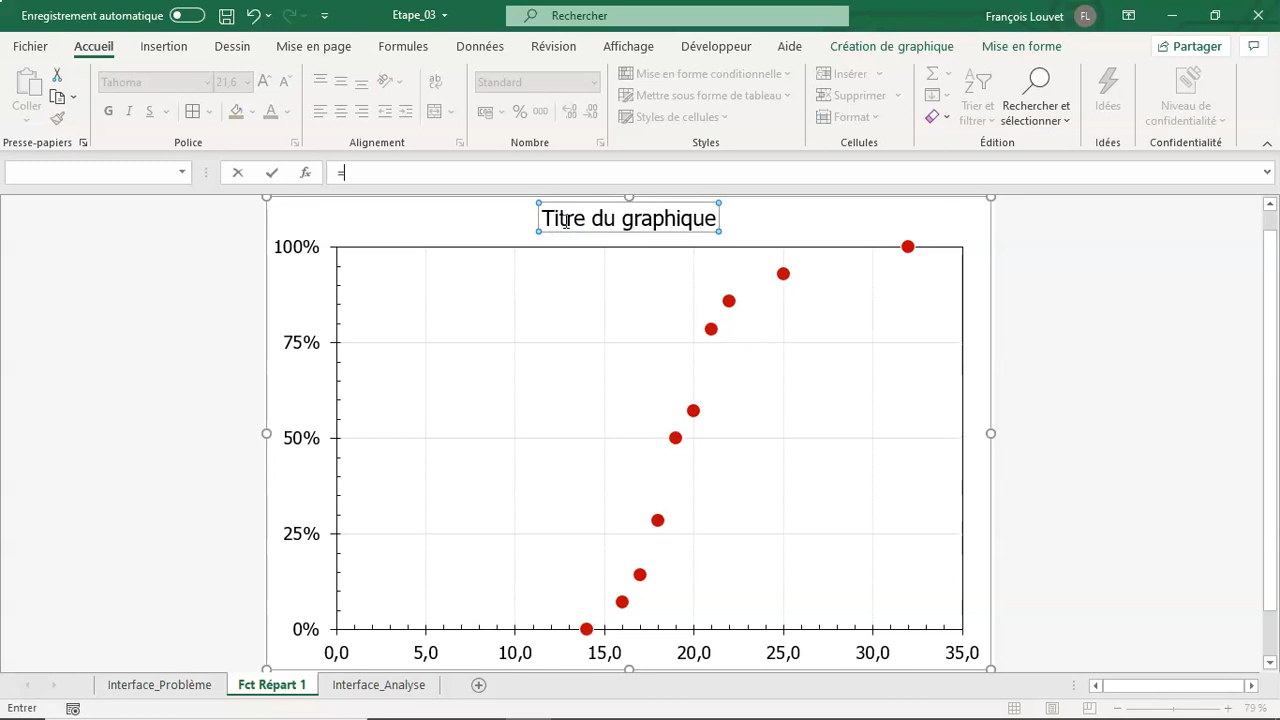 Enregistrement automatique
Etape_03
Rechercher
François Louvet
FL
Fichier
Accueil
Insertion
Dessin
Mise en page
Formules
Données
Révision
Affichage
Développeur
Aide
Création de graphique
Mise en forme
Partager
Coller
Tahoma
21,6
Standard
Mise en forme conditionnelle
Mettre sous forme de tableau
Styles de cellules
Insérer
Supprimer
Format
Trier et
filtrer
Rechercher et
sélectionner
Idées
Niveau de
confidentialité
Presse-papiers
Police
Alignement
Nombre
Styles
Cellules
Édition
Idées
Confidentialité
=
Titre du graphique
100%
75%
50%
25%
0%
0,0
5,0
10,0
15,0
20,0
25,0
30,0
35,0
Interface_Problème
Fct Répart 1
Interface_Analyse
Entrer
79 %